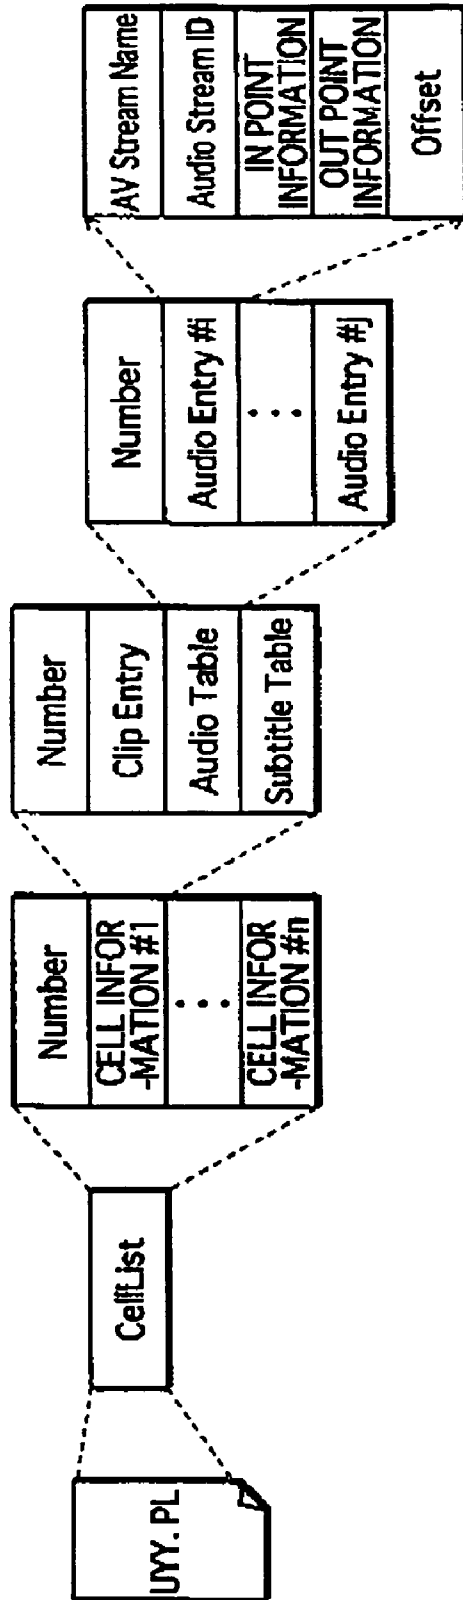 UYY. PL
CellList
Number
CELL INFOR
-MATION #1
...
CELL INFOR
-MATION #n
Number
Clip Entry
Audio Table
Subtitle Table
Number
Audio Entry #i
...
Audio Entry #j
AV Stream Name
Audio Stream ID
IN POINT
INFORMATION
OUT POINT
INFORMATION
Offset